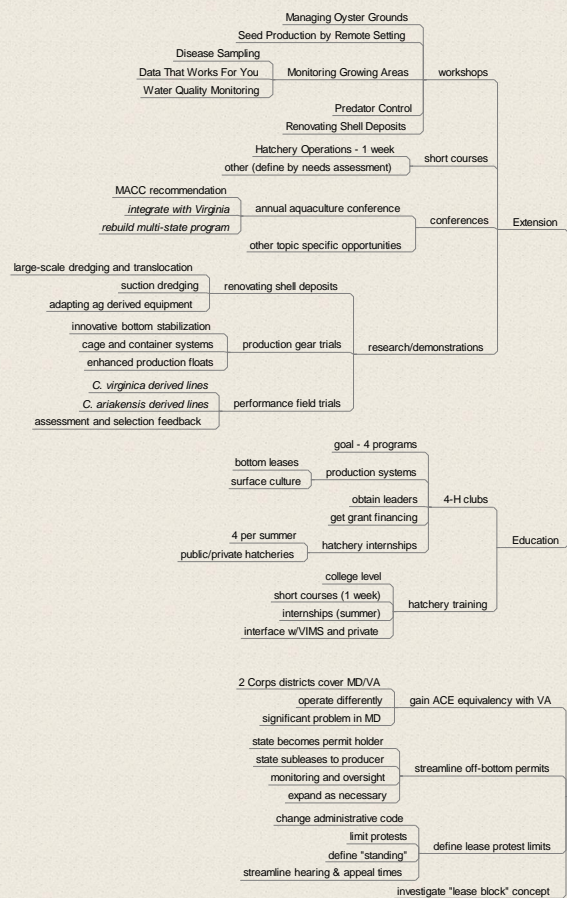 Managing Oyster Grounds
Seed Production by Remote Setting
Disease Sampling
Data That Works For You
Water Quality Monitoring
Monitoring Growing Areas
workshops
Predator Control
Renovating Shell Deposits
Hatchery Operations - 1 week
other (define by needs assessment)
short courses
MACC recommendation
integrate with Virginia
rebuild multi-state program
annual aquaculture conference
conferences
Extension
other topic specific opportunities
large-scale dredging and translocation
suction dredging
adapting ag derived equipment
renovating shell deposits
innovative bottom stabilization
cage and container systems
enhanced production floats
production gear trials
research/demonstrations
C. virginica derived lines
C. ariakensis derived lines
assessment and selection feedback
performance field trials
goal - 4 programs
bottom leases
surface culture
production systems
obtain leaders
4-H clubs
get grant financing
4 per summer
public/private hatcheries
hatchery internships
Education
college level
short courses (1 week)
internships (summer)
interface w/VIMS and private
hatchery training
2 Corps districts cover MD/VA
operate differently
significant problem in MD
gain ACE equivalency with VA
state becomes permit holder
state subleases to producer
monitoring and oversight
expand as necessary
streamline off-bottom permits
change administrative code
limit protests
define "standing"
streamline hearing & appeal times
define lease protest limits
investigate "lease block" concept